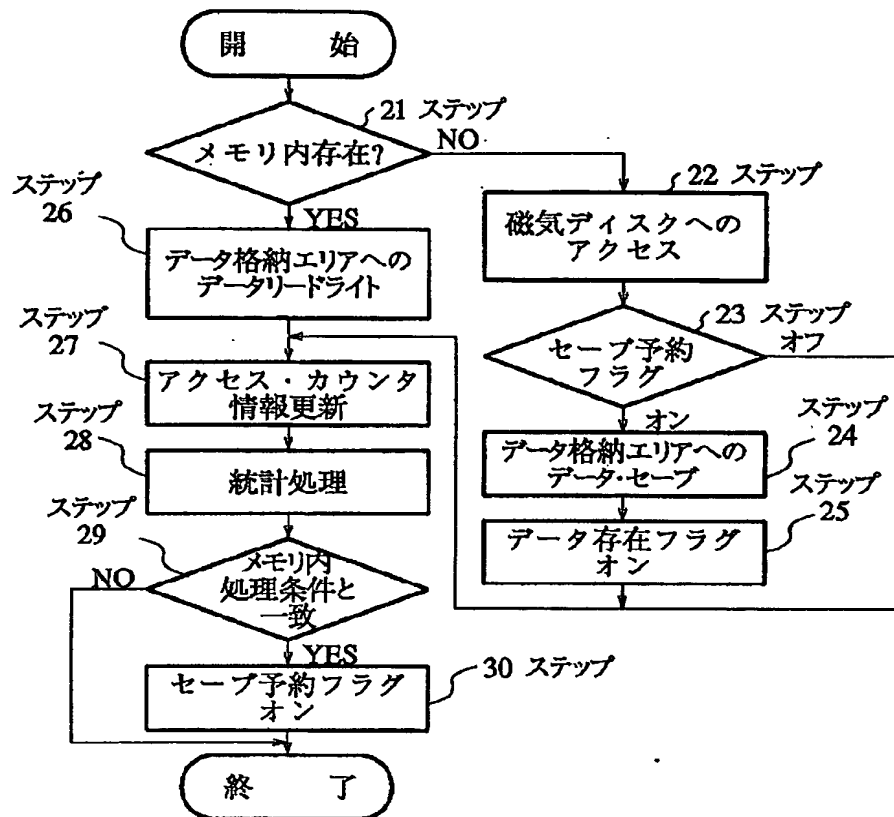 開 始
21 ステップ
メモリ内存在?
NO
YES
ステップ
26
データ格納エリアへの
データリードライト
22 ステップ
磁気ディスクへの
アクセス
23 ステップ
セーブ予約
フラグ
オフ
オン
ステップ
24
データ格納エリアへの
データ・セーブ
ステップ
25
データ存在フラグ
オン
ステップ
27
アクセス・カウンタ
情報更新
ステップ
28
統計処理
ステップ
29
メモリ内
処理条件と
一致
NO
YES
30 ステップ
セーブ予約フラグ
オン
終 了